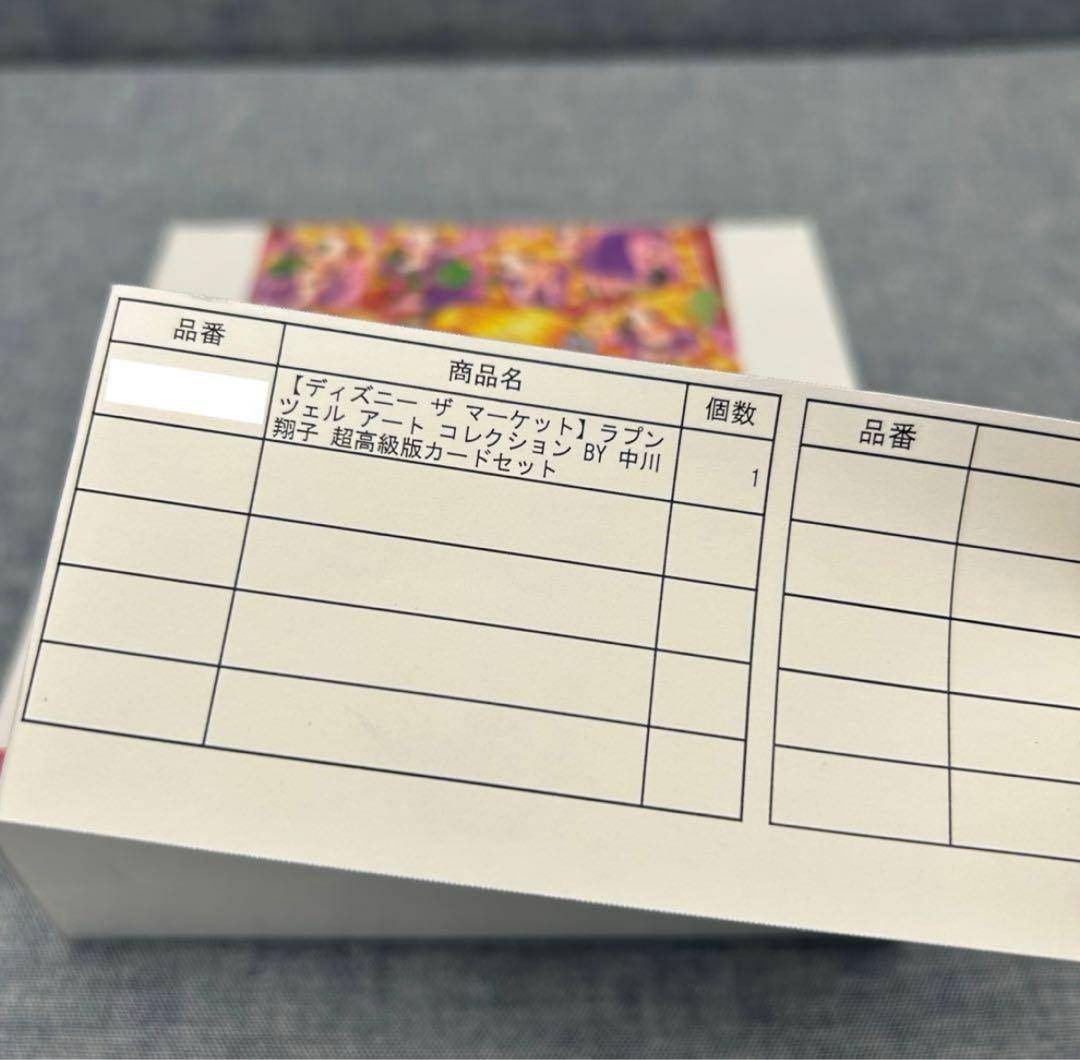 品番 商品名 個数
【ディズニー ザ マーケット】ラプン
ツェル アート コレクション BY 中川
翔子 超高級版カードセット
1
品番